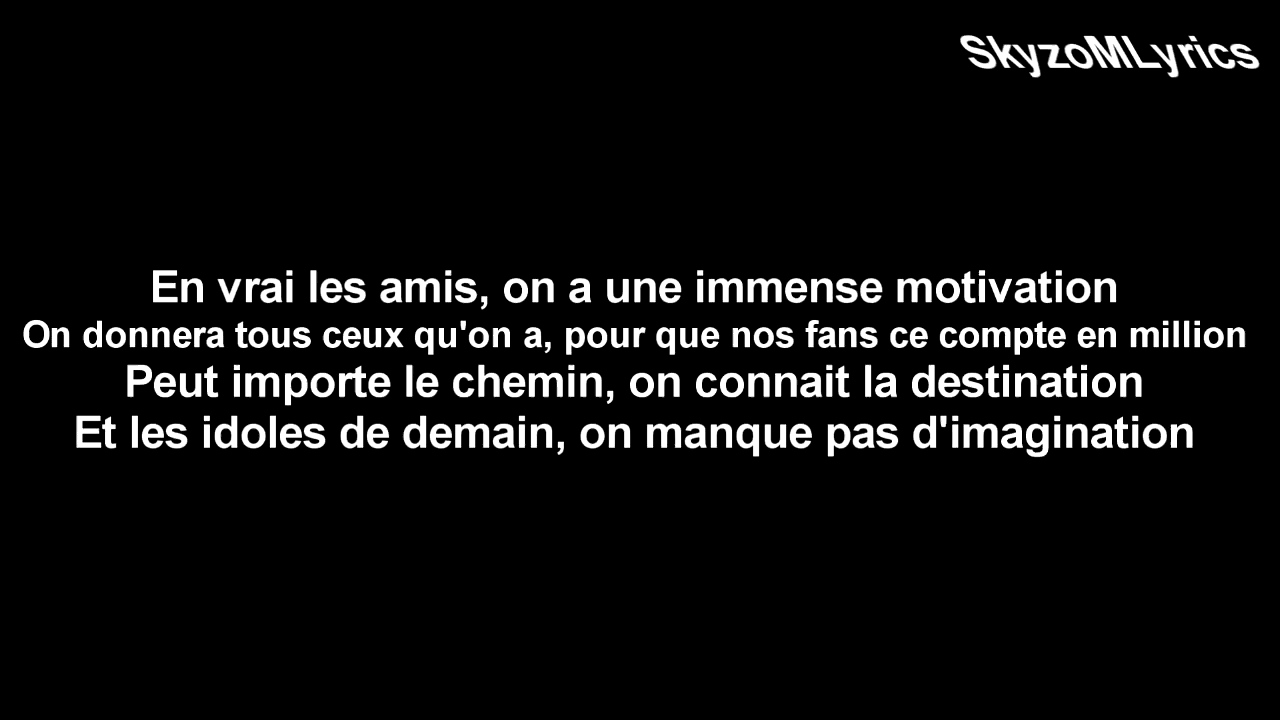 SkyzoMLyrics
En vrai les amis, on a une immense motivation
On donnera tous ceux qu'on a, pour que nos fans ce compte en million
Peut importe le chemin, on connait la destination
Et les idoles de demain, on manque pas d'imagination